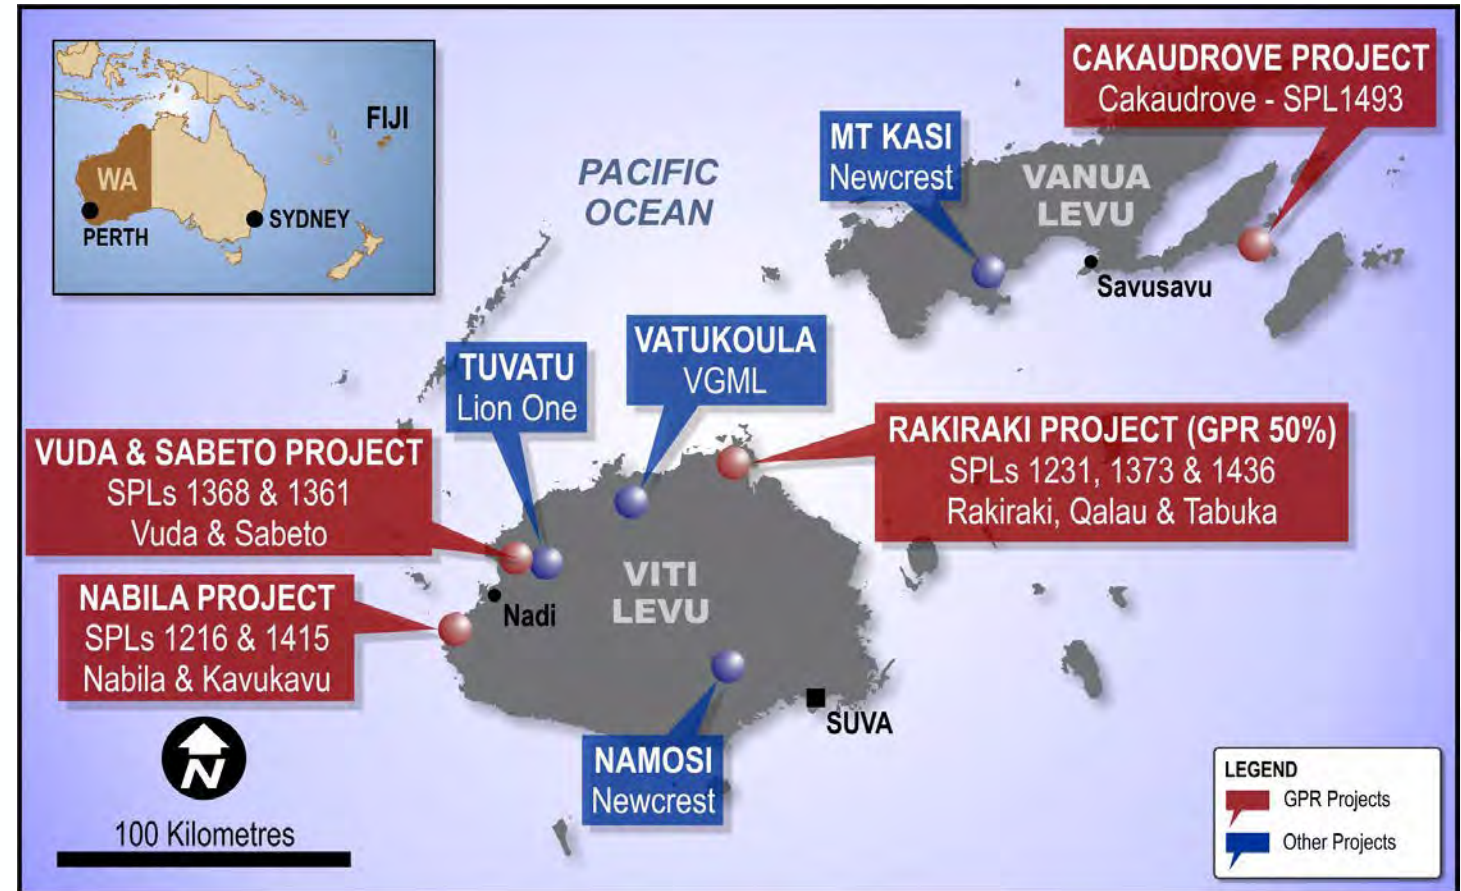 FIJI
WA
PERTH
SYDNEY
PACIFIC
OCEAN
CAKAUDROVE PROJECT
Cakaudrove - SPL1493
MT KASI
Newcrest
VANUA
LEVU
Savusavu
TUVATU
Lion One
VATUKOULA
VGML
RAKIRAKI PROJECT (GPR 50%)
SPLs 1231, 1373 & 1436
Rakiraki, Qalau & Tabuka
VUDA & SABETO PROJECT
SPLs 1368 & 1361
Vuda & Sabeto
NABILA PROJECT
SPLs 1216 & 1415
Nabila & Kavukavu
Nadi
VITI
LEVU
SUVA
NAMOSI
Newcrest
N
100 Kilometres
LEGEND
GPR Projects
Other Projects